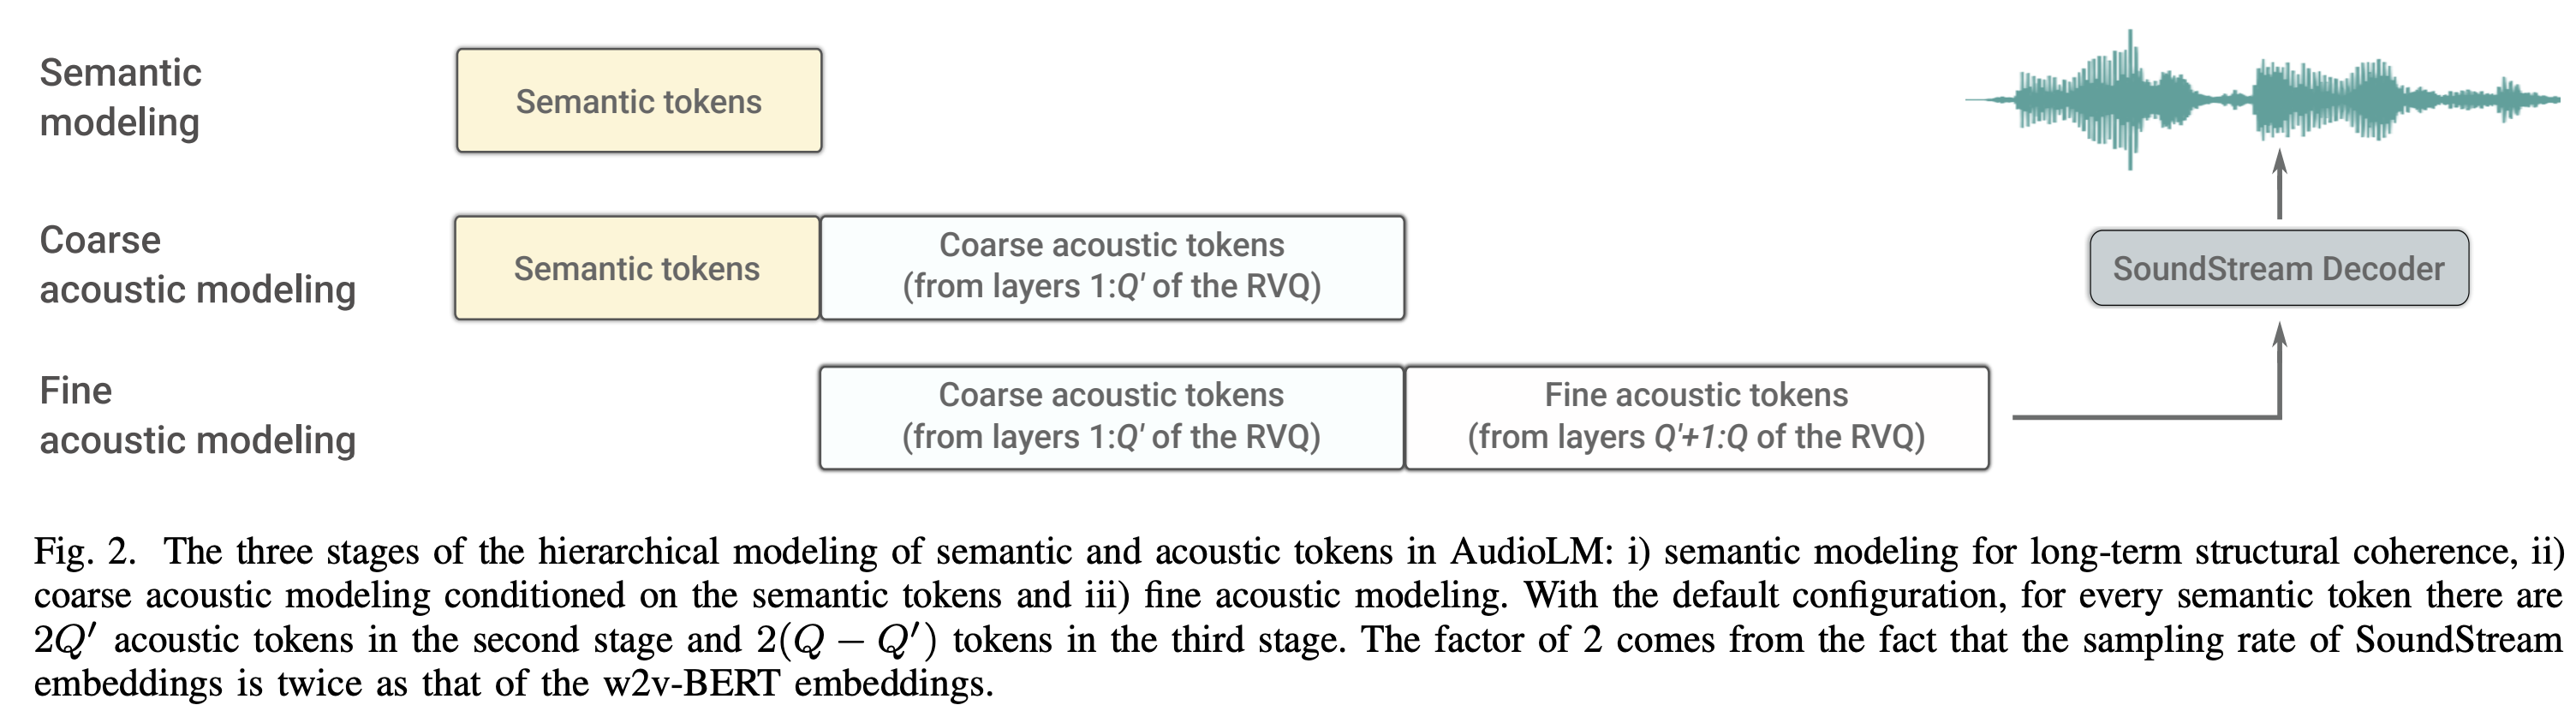 Semantic
modeling
Semantic tokens
Coarse
acoustic modeling
Semantic tokens
Coarse acoustic tokens
(from layers 1:Q' of the RVQ)
SoundStream Decoder
Fine
acoustic modeling
Coarse acoustic tokens
(from layers 1:Q' of the RVQ)
Fine acoustic tokens
(from layers Q'+1:Q of the RVQ)
Fig. 2. The three stages of the hierarchical modeling of semantic and acoustic tokens in AudioLM: i) semantic modeling for long-term structural coherence, ii)
coarse acoustic modeling conditioned on the semantic tokens and iii) fine acoustic modeling. With the default configuration, for every semantic token there are
2Q′ acoustic tokens in the second stage and 2(Q − Q′) tokens in the third stage. The factor of 2 comes from the fact that the sampling rate of SoundStream
embeddings is twice as that of the w2v-BERT embeddings.